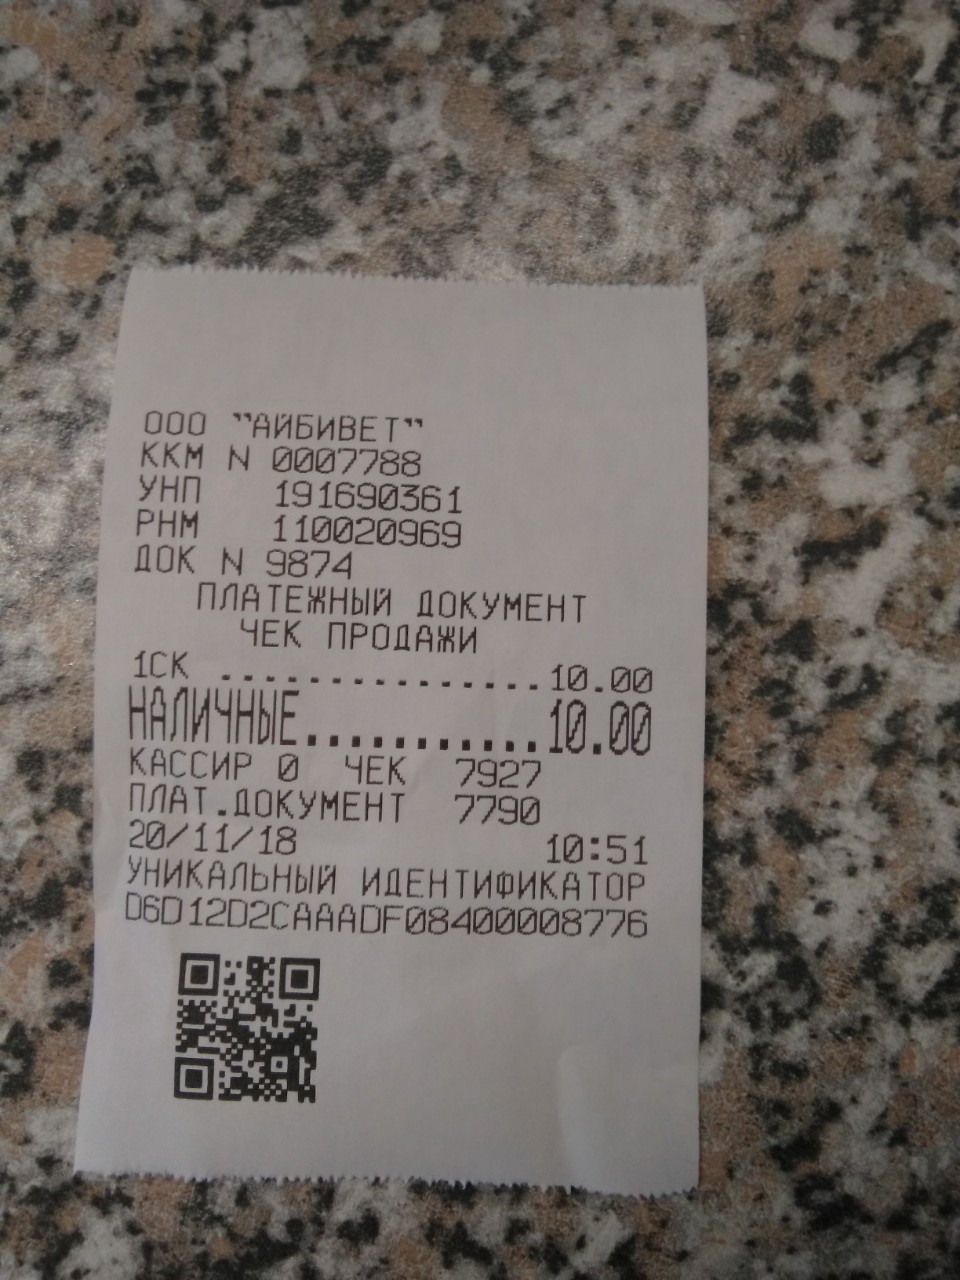 ООО "АЙБИВЕТ"
ККМ N 0007788
УНП 191690361
РНМ 110020969
ДОК N 9874
ПЛАТЕЖНЫЙ ДОКУМЕНТ
ЧЕК ПРОДАЖИ
1СК ................10.00
НАЛИЧНЫЕ...........10.00
КАССИР 0 ЧЕК 7927
ПЛАТ.ДОКУМЕНТ 7790
20/11/18 10:51
УНИКАЛЬНЫЙ ИДЕНТИФИКАТОР
D6D12D2CAAADF08400008776